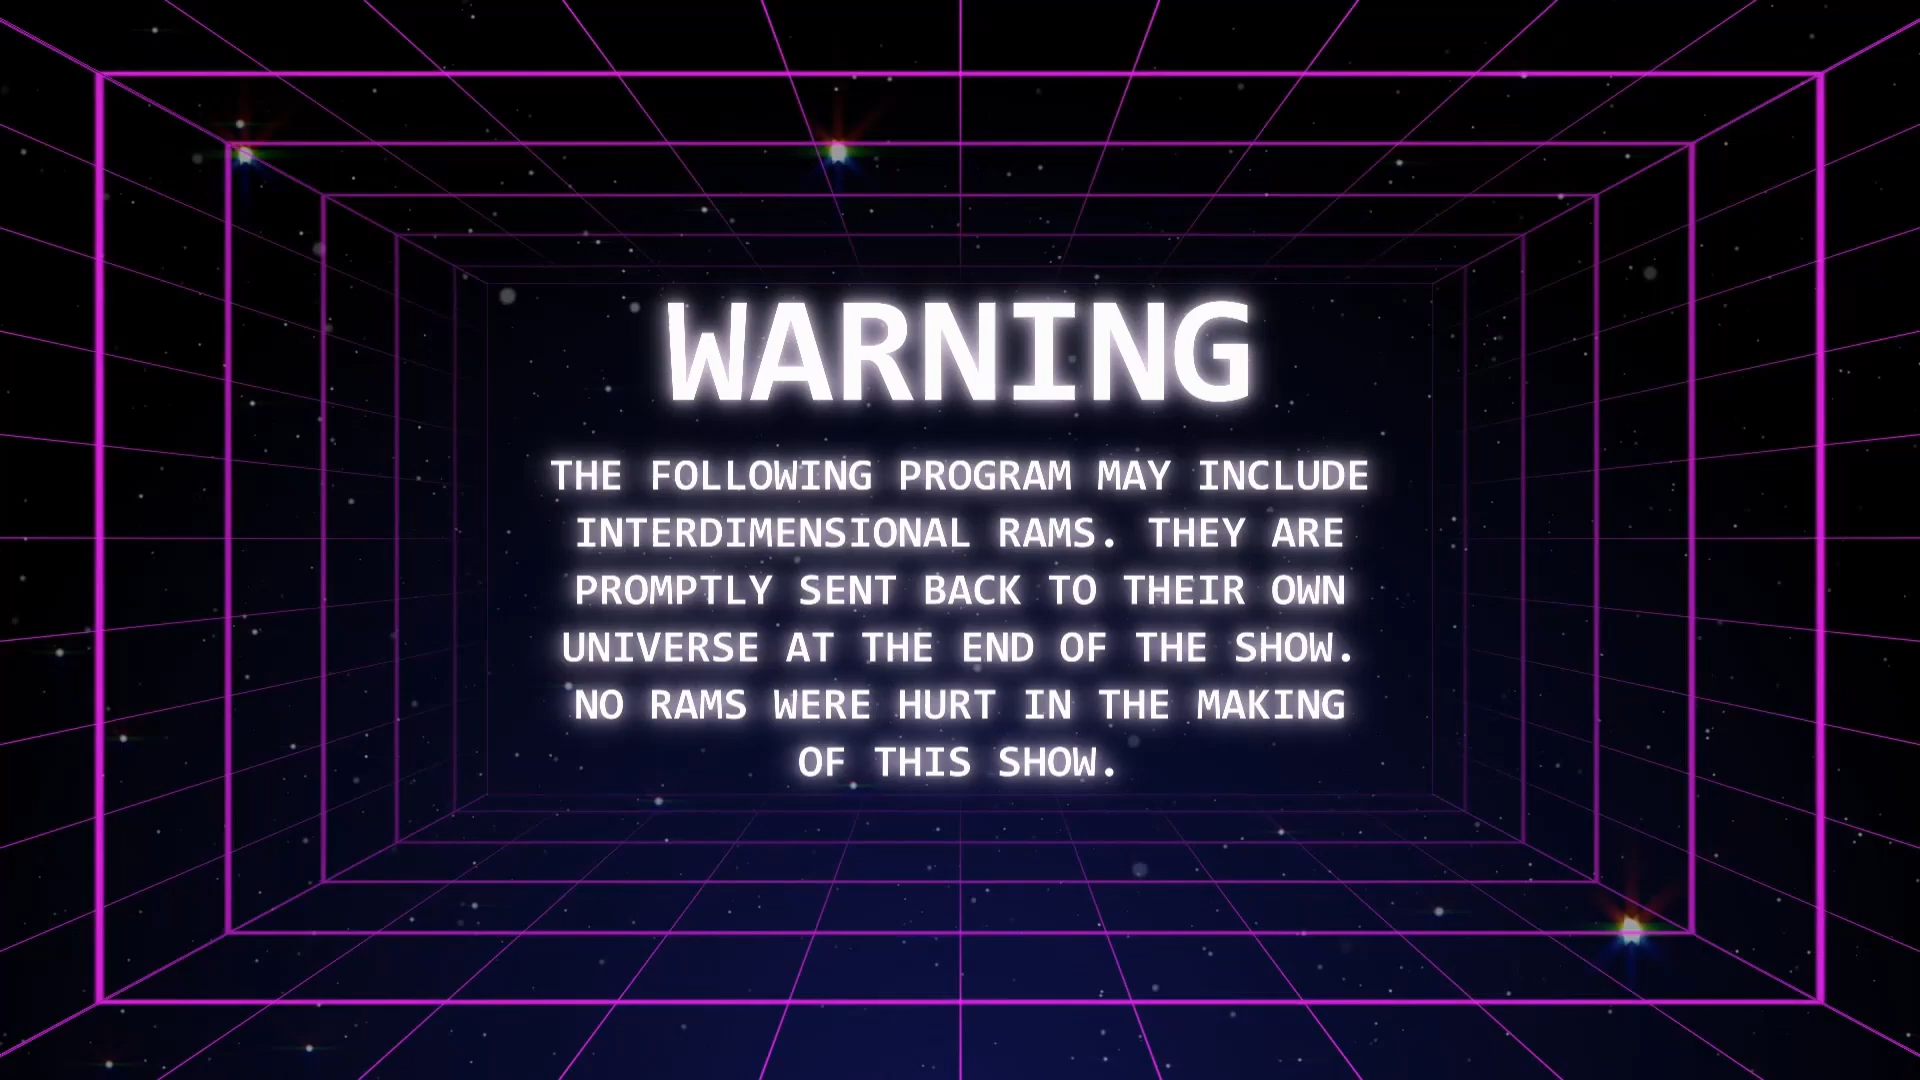 WARNING
THE FOLLOWING PROGRAM MAY INCLUDE
INTERDIMENSIONAL RAMS. THEY ARE
PROMPTLY SENT BACK TO THEIR OWN
UNIVERSE AT THE END OF THE SHOW.
NO RAMS WERE HURT IN THE MAKING
OF THIS SHOW.